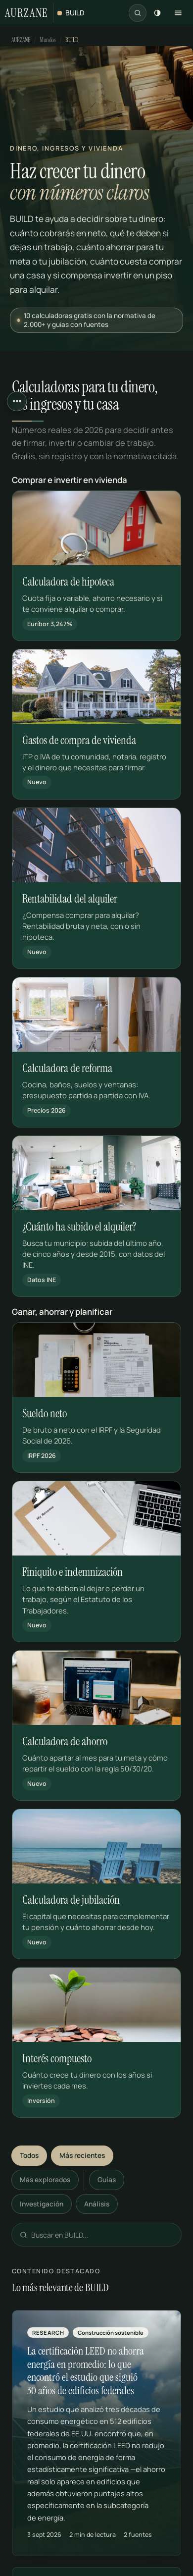 AURZANE BUILD
AURZANE / Mundos / BUILD
DINERO, INGRESOS Y VIVIENDA
Haz crecer tu dinero
con números claros
BUILD te ayuda a decidir sobre tu dinero:
cuánto cobrarás en neto, qué te deben si
dejas un trabajo, cuánto ahorrar para tu
meta o tu jubilación, cuánto cuesta comprar
una casa y si compensa invertir en un piso
para alquilar.
10 calculadoras gratis con la normativa de
2.000+ y guías con fuentes
Calculadoras para tu dinero,
ingresos y tu casa
Números reales de 2026 para decidir antes
de firmar, invertir o cambiar de trabajo.
Gratis, sin registro y con la normativa citada.
Comprar e invertir en vivienda
Calculadora de hipoteca
Cuota fija o variable, ahorro necesario y si
te conviene alquilar o comprar.
Euríbor 3,247%
Gastos de compra de vivienda
ITP o IVA de tu comunidad, notaría, registro
y el dinero que necesitas para firmar.
Nuevo
Rentabilidad del alquiler
¿Compensa comprar para alquilar?
Rentabilidad bruta y neta, con o sin
hipoteca.
Nuevo
Calculadora de reforma
Cocina, baños, suelos y ventanas:
presupuesto partida a partida con IVA.
Precios 2026
¿Cuánto ha subido el alquiler?
Busca tu municipio: subida del último año,
de cinco años y desde 2015, con datos del
INE.
Datos INE
Ganar, ahorrar y planificar
Sueldo neto
De bruto a neto con el IRPF y la Seguridad
Social de 2026.
IRPF 2026
Finiquito e indemnización
Lo que te deben al dejar o perder un
trabajo, según el Estatuto de los
Trabajadores.
Nuevo
Calculadora de ahorro
Cuánto apartar al mes para tu meta y cómo
repartir el sueldo con la regla 50/30/20.
Nuevo
Calculadora de jubilación
El capital que necesitas para complementar
tu pensión y cuánto ahorrar desde hoy.
Nuevo
Interés compuesto
Cuánto crece tu dinero con los años si
inviertes cada mes.
Inversión
Todos Más recientes
Más explorados Guías
Investigación Análisis
Buscar en BUILD...
CONTENIDO DESTACADO
Lo más relevante de BUILD
RESEARCH Construcción sostenible
La certificación LEED no ahorra
energía en promedio: lo que
encontró el estudio que siguió
30 años de edificios federales
Un estudio que analizó tres décadas de
consumo energético en 512 edificios
federales de EE.UU. encontró que, en
promedio, la certificación LEED no redujo
el consumo de energía de forma
estadísticamente significativa —el ahorro
real solo aparece en edificios que
además obtuvieron puntajes altos
específicamente en la subcategoría
de energía.
3 sept 2026 2 min de lectura 2 fuentes